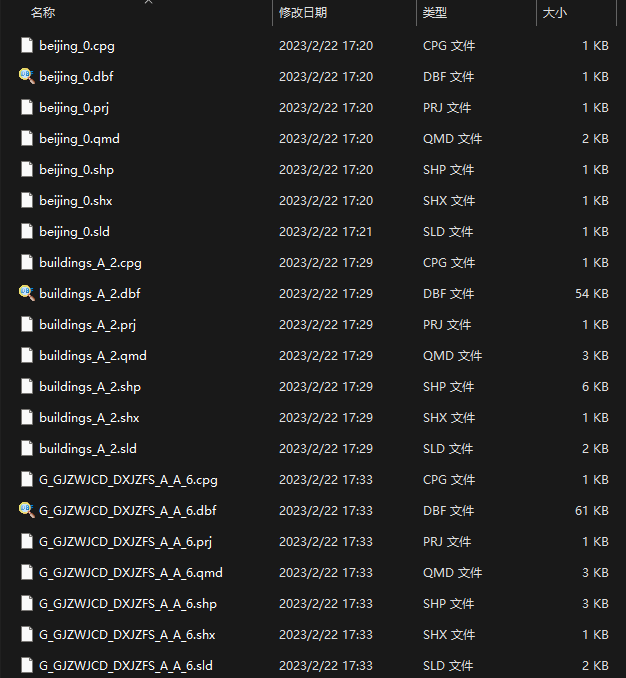 名称 修改日期 类型 大小
beijing_0.cpg 2023/2/22 17:20 CPG 文件 1 KB
beijing_0.dbf 2023/2/22 17:20 DBF 文件 1 KB
beijing_0.prj 2023/2/22 17:20 PRJ 文件 1 KB
beijing_0.qmd 2023/2/22 17:20 QMD 文件 2 KB
beijing_0.shp 2023/2/22 17:20 SHP 文件 1 KB
beijing_0.shx 2023/2/22 17:20 SHX 文件 1 KB
beijing_0.sld 2023/2/22 17:21 SLD 文件 1 KB
buildings_A_2.cpg 2023/2/22 17:29 CPG 文件 1 KB
buildings_A_2.dbf 2023/2/22 17:29 DBF 文件 54 KB
buildings_A_2.prj 2023/2/22 17:29 PRJ 文件 1 KB
buildings_A_2.qmd 2023/2/22 17:29 QMD 文件 3 KB
buildings_A_2.shp 2023/2/22 17:29 SHP 文件 6 KB
buildings_A_2.shx 2023/2/22 17:29 SHX 文件 1 KB
buildings_A_2.sld 2023/2/22 17:29 SLD 文件 2 KB
G_GJZWJCD_DXJZFS_A_A_6.cpg 2023/2/22 17:33 CPG 文件 1 KB
G_GJZWJCD_DXJZFS_A_A_6.dbf 2023/2/22 17:33 DBF 文件 61 KB
G_GJZWJCD_DXJZFS_A_A_6.prj 2023/2/22 17:33 PRJ 文件 1 KB
G_GJZWJCD_DXJZFS_A_A_6.qmd 2023/2/22 17:33 QMD 文件 3 KB
G_GJZWJCD_DXJZFS_A_A_6.shp 2023/2/22 17:33 SHP 文件 3 KB
G_GJZWJCD_DXJZFS_A_A_6.shx 2023/2/22 17:33 SHX 文件 1 KB
G_GJZWJCD_DXJZFS_A_A_6.sld 2023/2/22 17:33 SLD 文件 2 KB